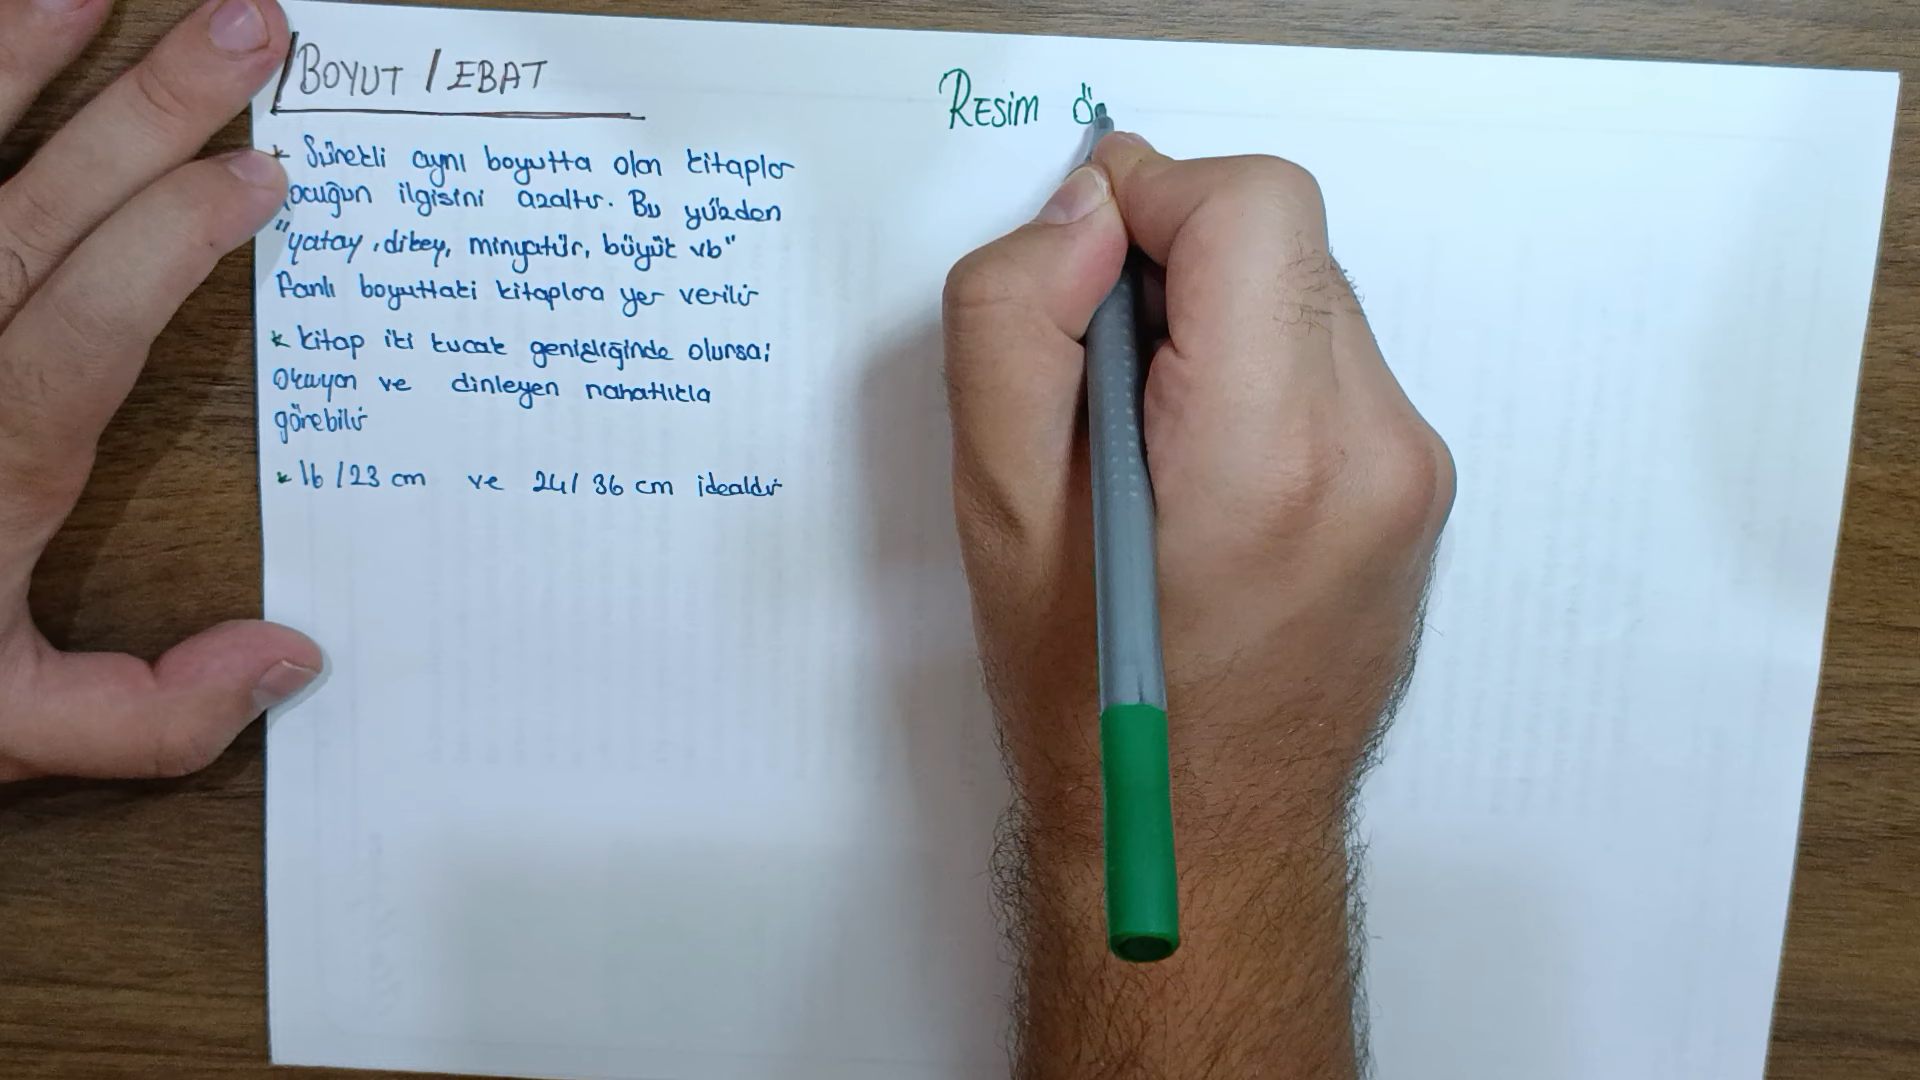 BOYUT / EBAT
* Sürekli aynı boyutta olan kitaplar
çocuğun ilgisini azaltır. Bu yüzden
"yatay, dikey, minyatür, büyük vb"
farklı boyuttaki kitaplara yer verilir
* kitap iki kucak genişliğinde olursa;
okuyan ve dinleyen rahatlıkla
görebilir
* 16 / 23 cm ve 24 / 36 cm idealdir
RESİM